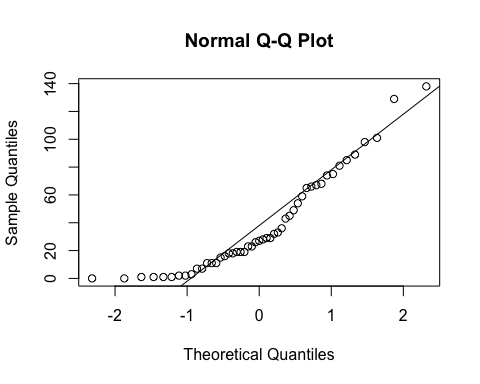 Normal Q-Q Plot
Sample Quantiles
140
100
60
20
0
-2 -1 0 1 2
Theoretical Quantiles